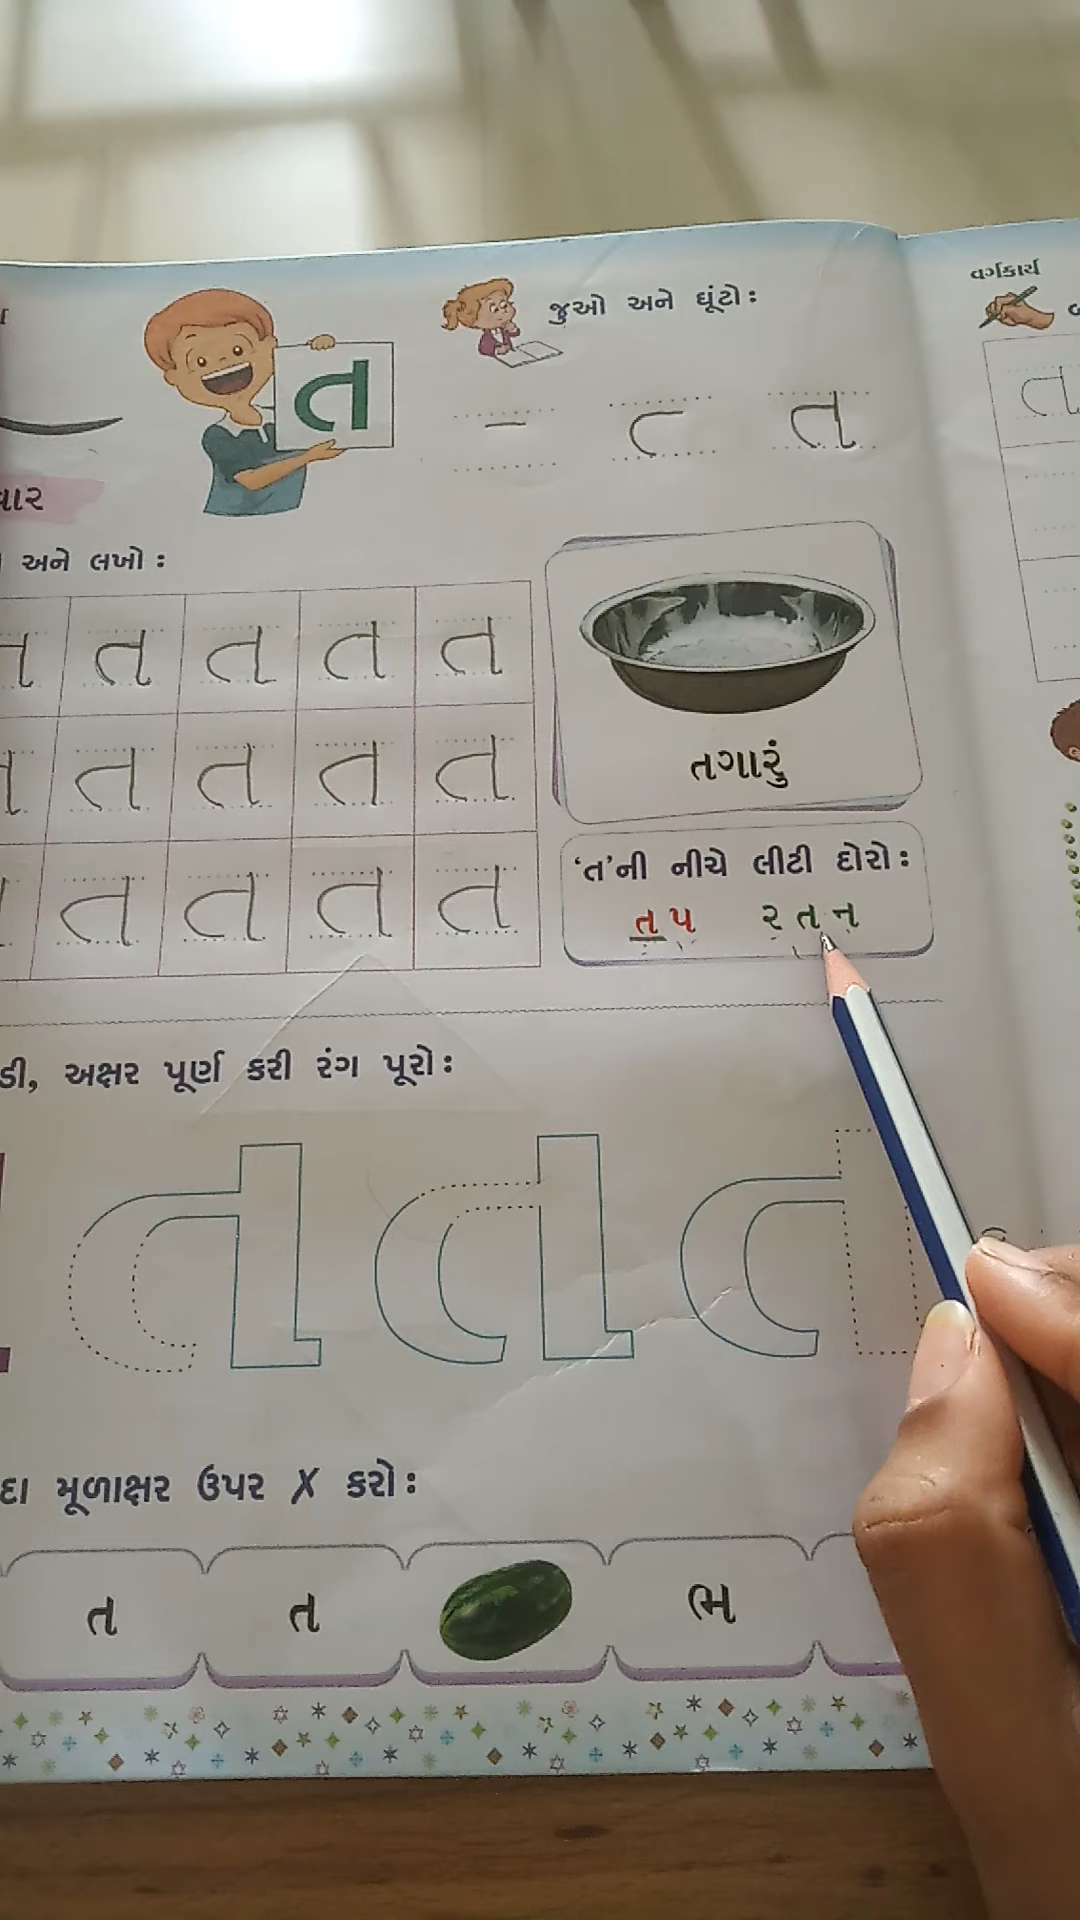 વર્ગકાર્ય
જુઓ અને ઘૂંટો:
ત
– ત ત
વાર
અને લખો:
ત ત ત ત ત
ત ત ત ત ત
ત ત ત ત
તગારું
‘ત’ની નીચે લીટી દોરો:
ત પ ર ત ન
અક્ષર પૂર્ણ કરી રંગ પૂરો:
ત ત ત
મૂળાક્ષર ઉપર X કરો:
ત ત ભ